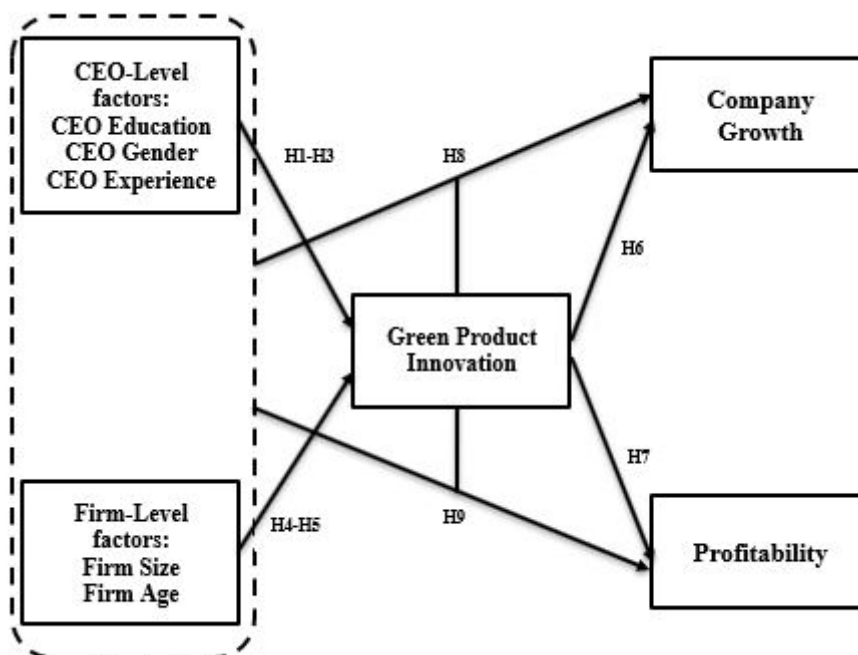 CEO-Level
factors:
CEO Education
CEO Gender
CEO Experience
H1-H3
H8
Company
Growth
H6
Green Product
Innovation
H7
Firm-Level
factors:
Firm Size
Firm Age
H4-H5
H9
Profitability